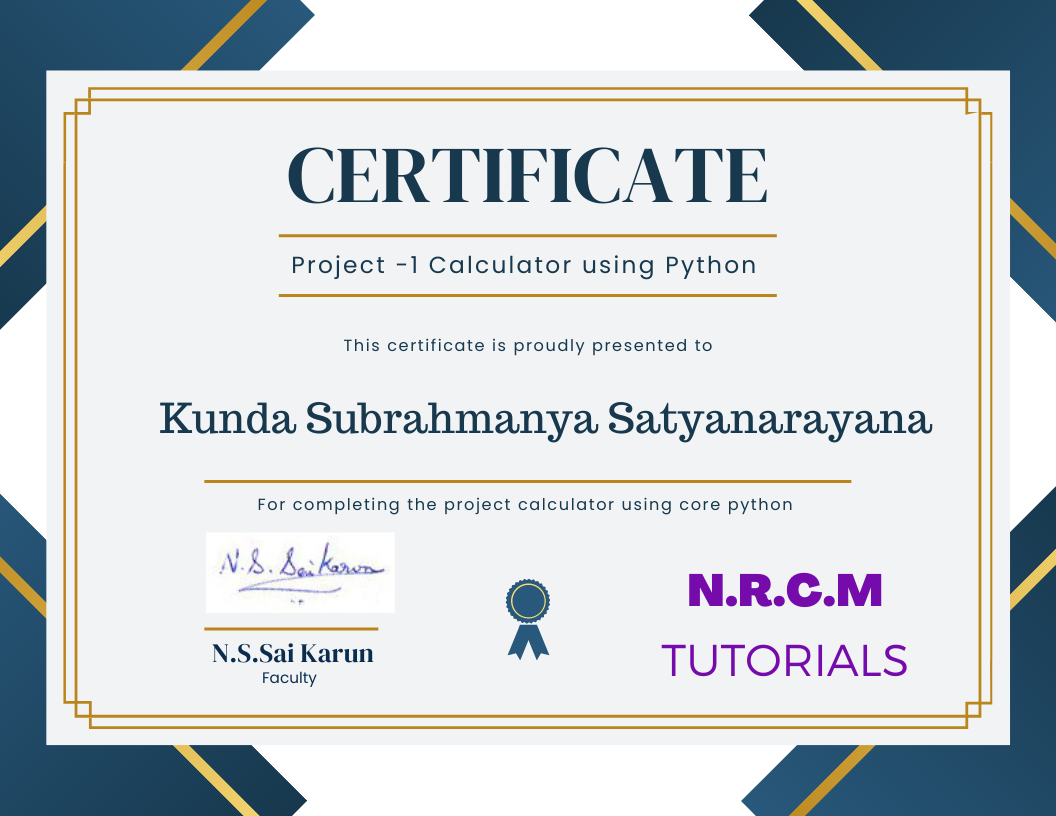 CERTIFICATE
Project -1 Calculator using Python
This certificate is proudly presented to
Kunda Subrahmanya Satyanarayana
For completing the project calculator using core python
N.S. Sai Karun
N.S.Sai Karun
Faculty
N.R.C.M
TUTORIALS